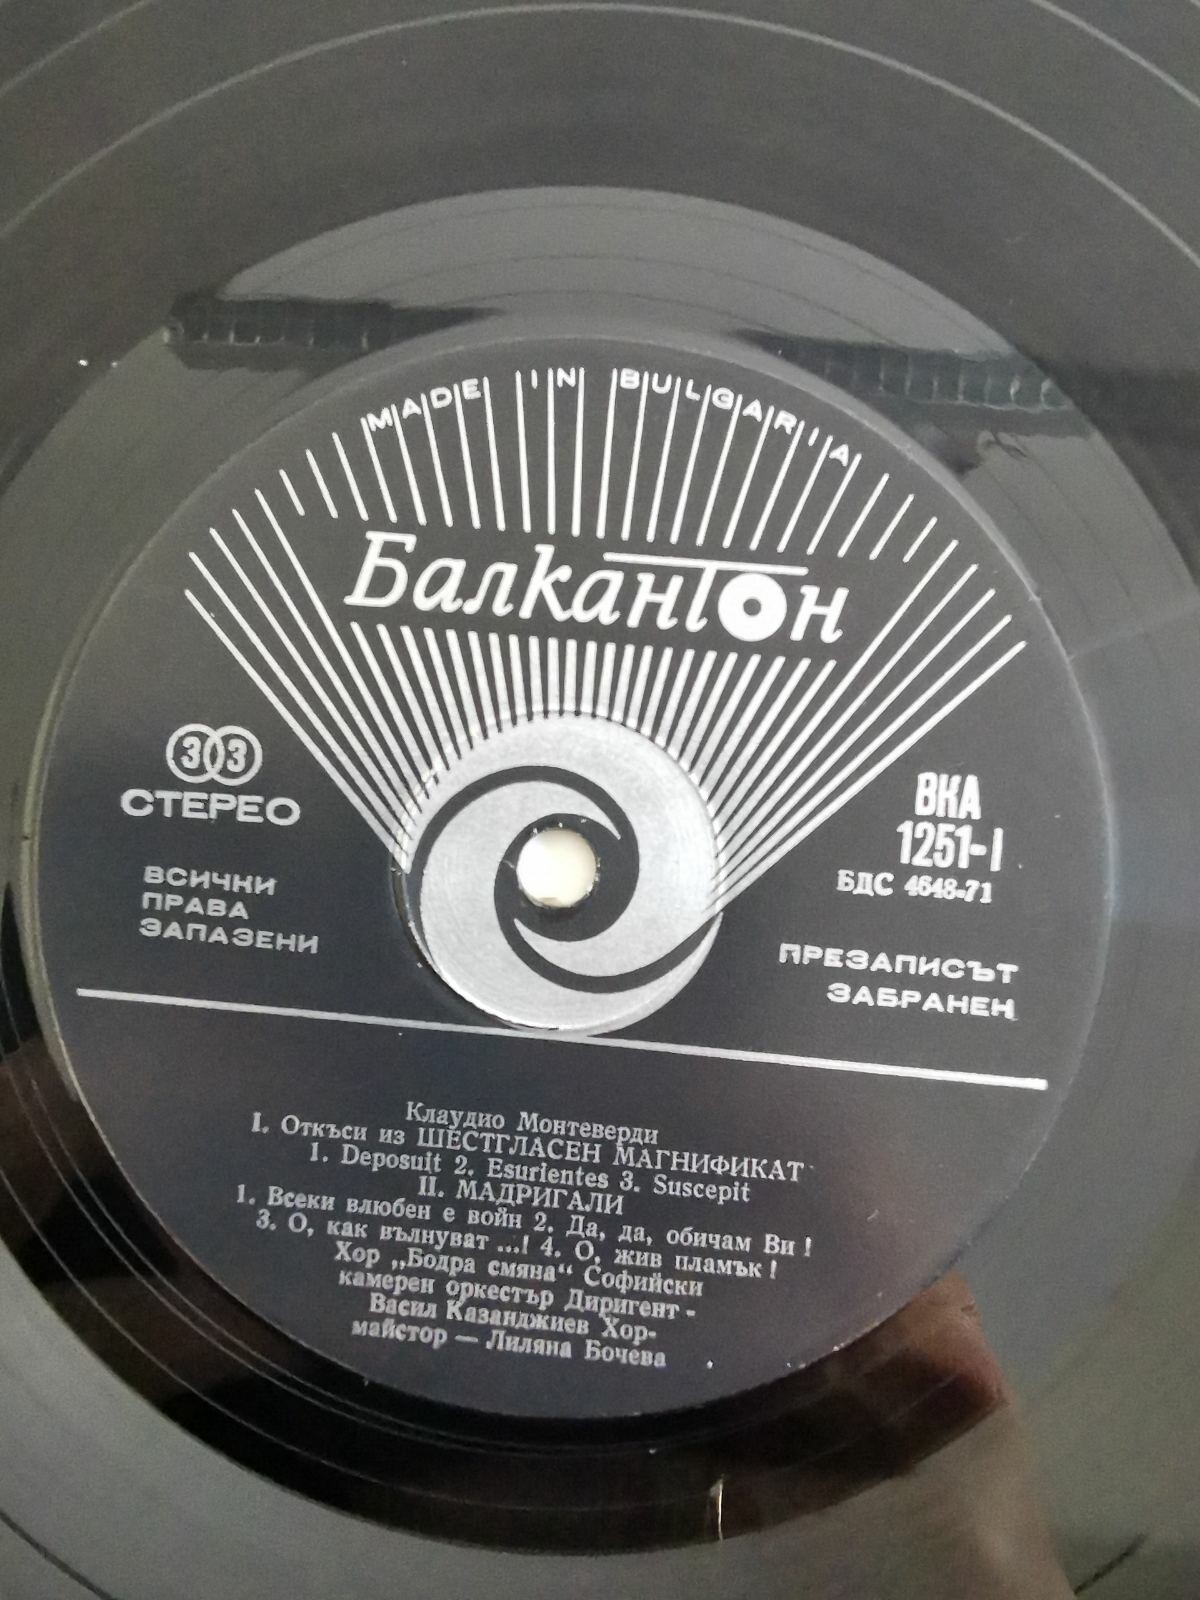 MADE IN BULGARIA
Балкантон
33
СТЕРЕО
ВСИЧКИ
ПРАВА
ЗАПАЗЕНИ
ВКА
1251-I
БДС 4648-71
ПРЕЗАПИСЪТ
ЗАБРАНЕН
Клаудио Монтеверди
I. Откъси из ШЕСТГЛАСЕН МАГНИФИКАТ
1. Deposuit 2. Esurientes 3. Suscepit
II. МАДРИГАЛИ
1. Всеки влюбен е войн 2. Да, да, обичам Ви !
3. О, как вълнуват ...! 4. О, жив пламък !
Хор „Бодра смяна“ Софийски
камерен оркестър Диригент -
Васил Казанджиев Хор-
майстор — Лиляна Бочева